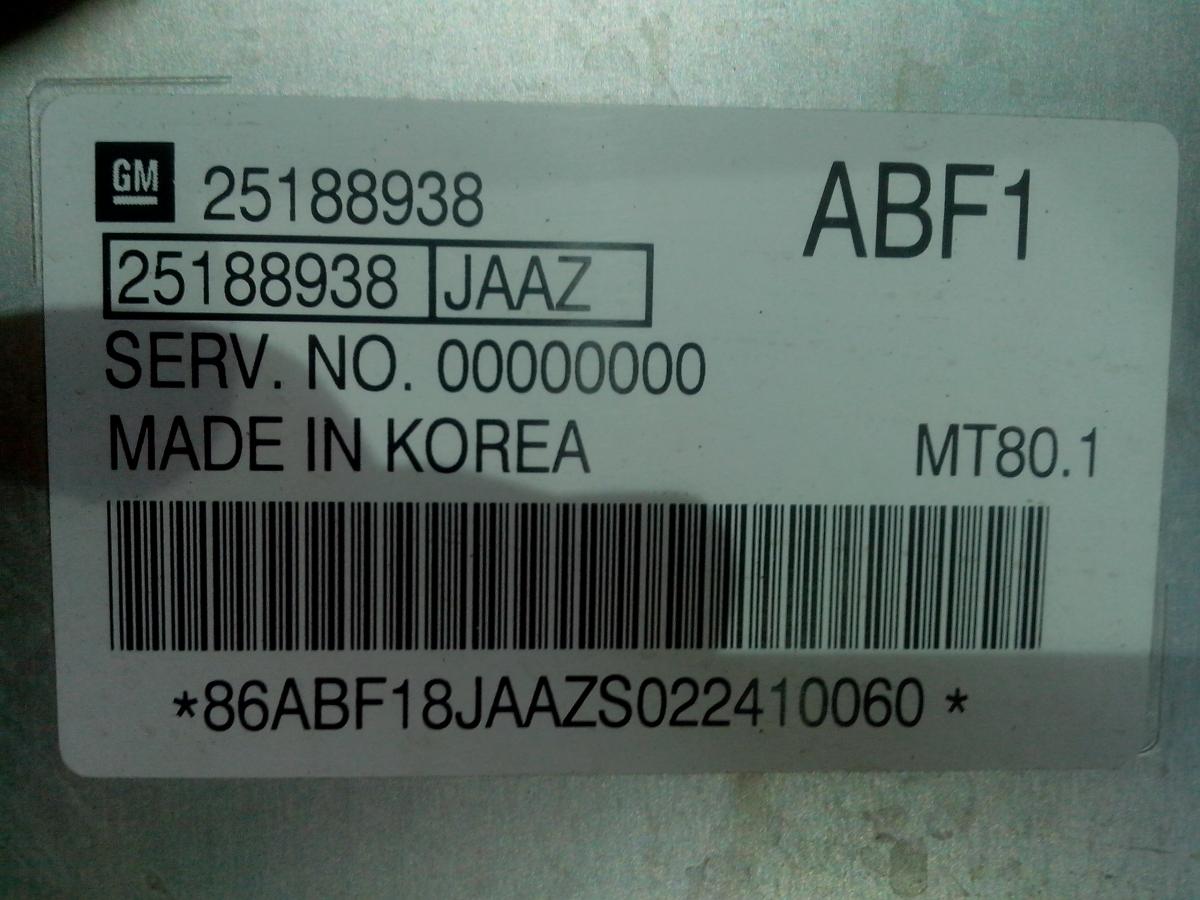 GM 25188938 ABF1
25188938 JAAZ
SERV. NO. 00000000
MADE IN KOREA MT80.1
*86ABF18JAAZS022410060 *